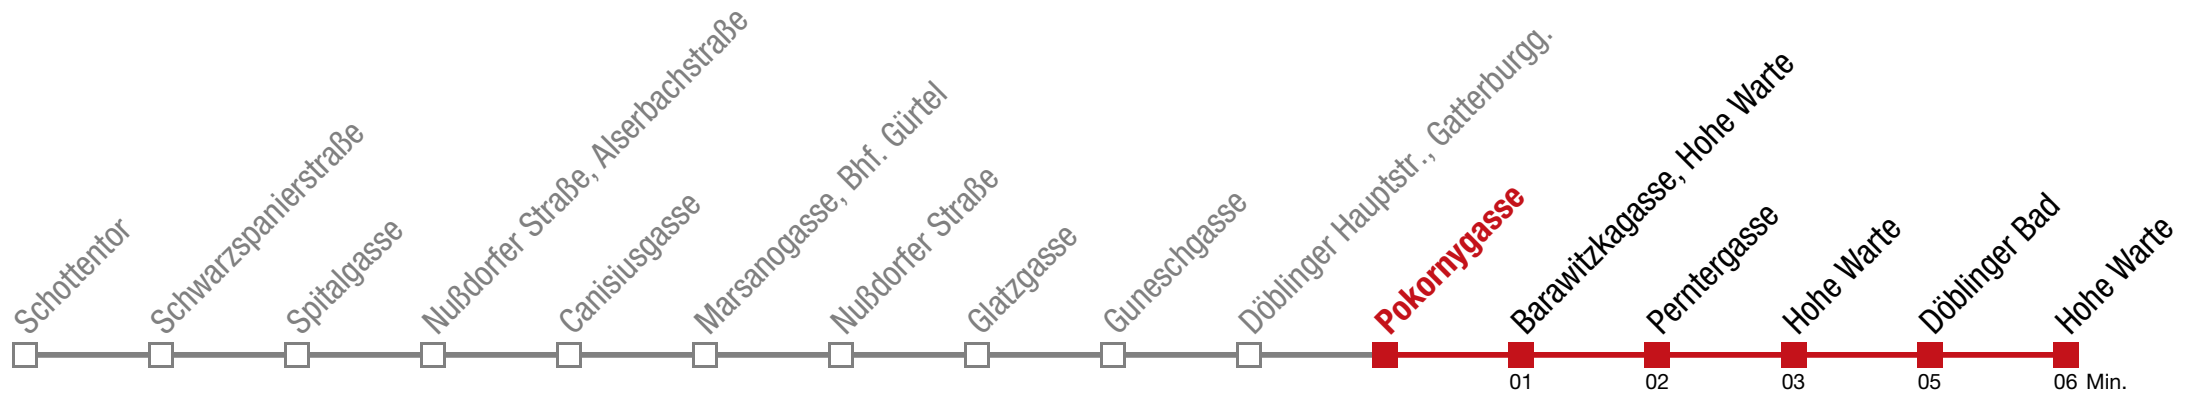 Schottentor
Schwarzspanierstraße
Spitalgasse
Nußdorfer Straße, Alserbachstraße
Canisiusgasse
Marsanogasse, Bhf. Gürtel
Nußdorfer Straße
Glatzgasse
Guneschgasse
Döblinger Hauptstr., Gatterburgg.
Pokornygasse
Barawitzkagasse, Hohe Warte
Perntergasse
Hohe Warte
Döblinger Bad
Hohe Warte
01 02 03 05 06 Min.